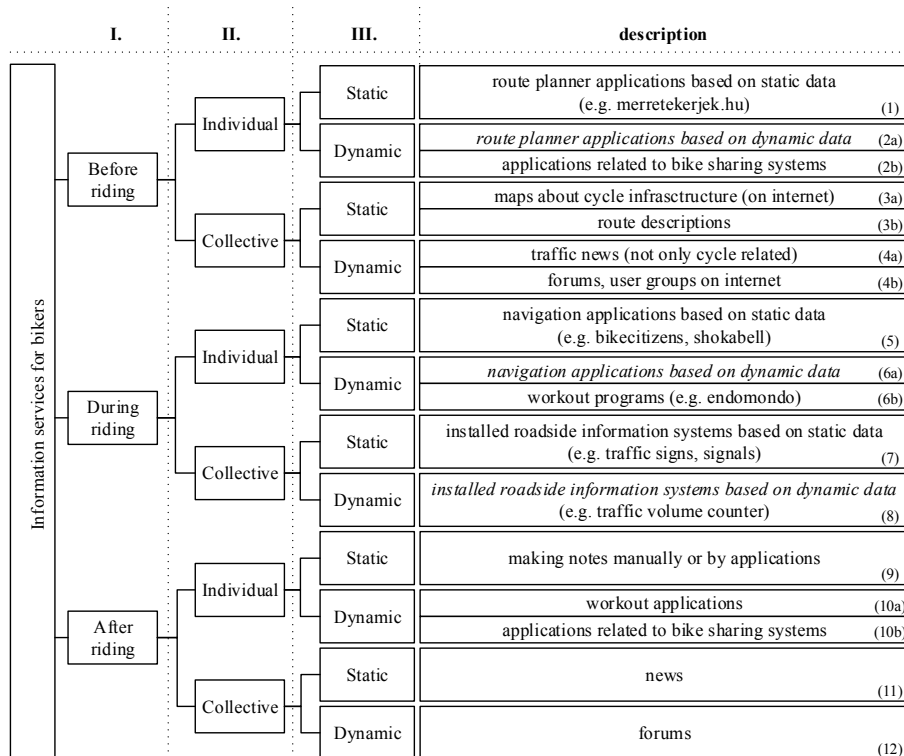 I. II. III. description
Information services for bikers
Before
riding
Individual
Static
route planner applications based on static data
(e.g. merretekerjek.hu)
(1)
Dynamic
route planner applications based on dynamic data (2a)
applications related to bike sharing systems (2b)
Collective
Static
maps about cycle infrasctructure (on internet) (3a)
route descriptions (3b)
Dynamic
traffic news (not only cycle related) (4a)
forums, user groups on internet (4b)
During
riding
Individual
Static
navigation applications based on static data
(e.g. bikecitizens, shokabell) (5)
Dynamic
navigation applications based on dynamic data (6a)
workout programs (e.g. endomondo) (6b)
Collective
Static
installed roadside information systems based on static data
(e.g. traffic signs, signals) (7)
Dynamic
installed roadside information systems based on dynamic data
(e.g. traffic volume counter) (8)
After
riding
Individual
Static
making notes manually or by applications (9)
Dynamic
workout applications (10a)
applications related to bike sharing systems (10b)
Collective
Static
news (11)
Dynamic
forums (12)